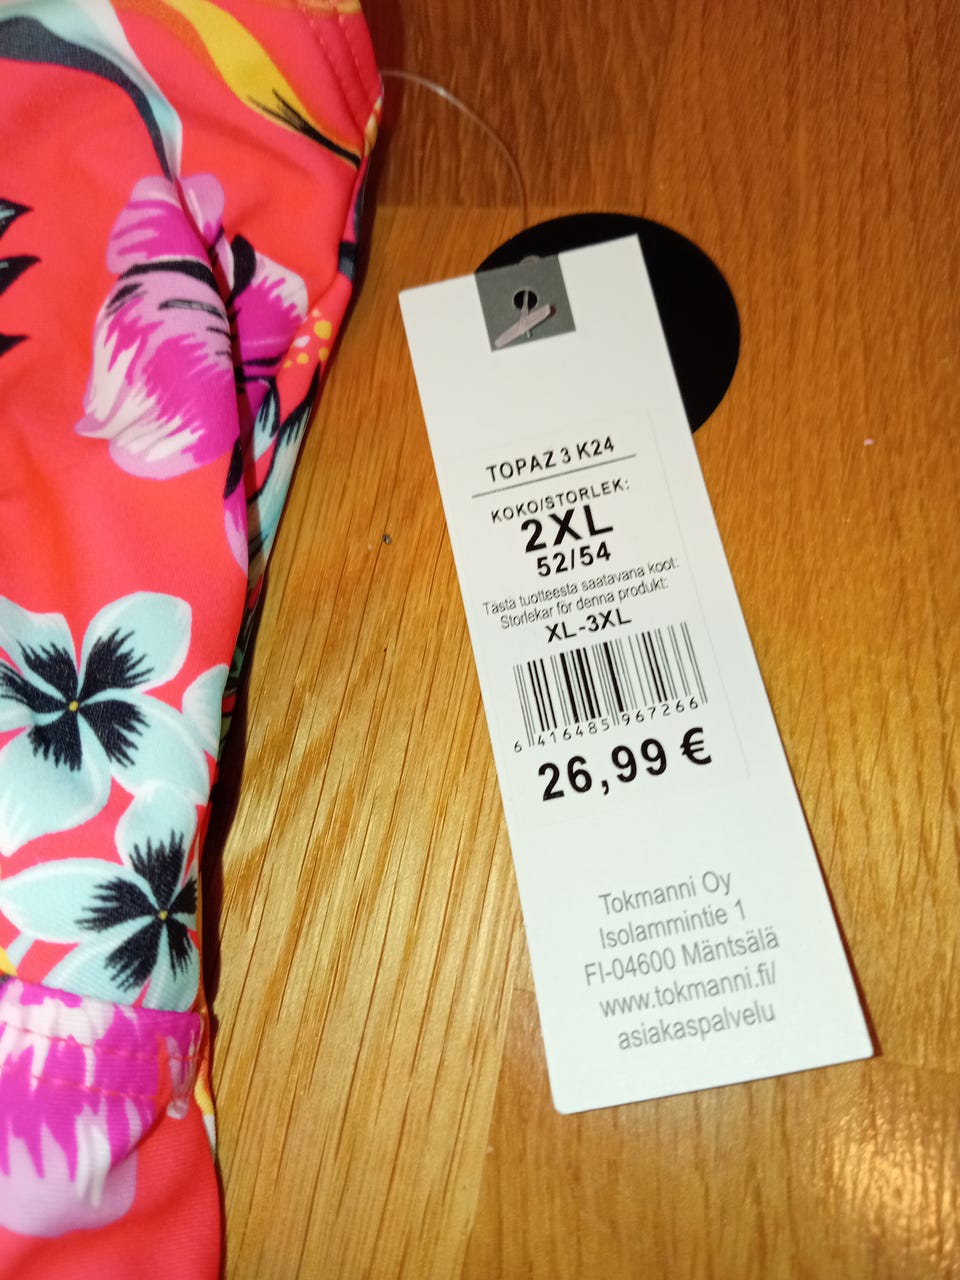 TOPAZ 3 K24
KOKO/STORLEK:
2XL
52/54
Tästä tuotteesta saatavana koot:
Storlekar för denna produkt:
XL-3XL
6 416485 967266
26,99 €
Tokmanni Oy
Isolammintie 1
FI-04600 Mäntsälä
www.tokmanni.fi/
asiakaspalvelu